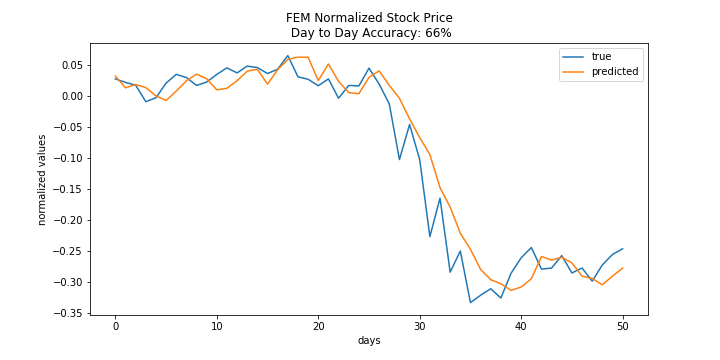 FEM Normalized Stock Price
Day to Day Accuracy: 66%
true
predicted
normalized values
0.05
0.00
−0.05
−0.10
−0.15
−0.20
−0.25
−0.30
−0.35
0 10 20 30 40 50
days